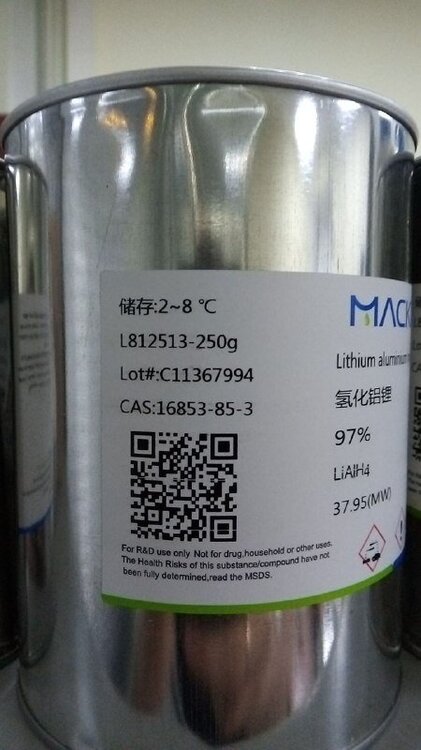 储存:2~8 ℃
L812513-250g
Lot#:C11367994
CAS:16853-85-3
For R&D use only Not for drug,household or other uses.
The Health Risks of this substance/compound have not
been fully determined,read the MSDS.
MACK
Lithium aluminum
氢化铝锂
97%
LiAlH4
37.95(MW)